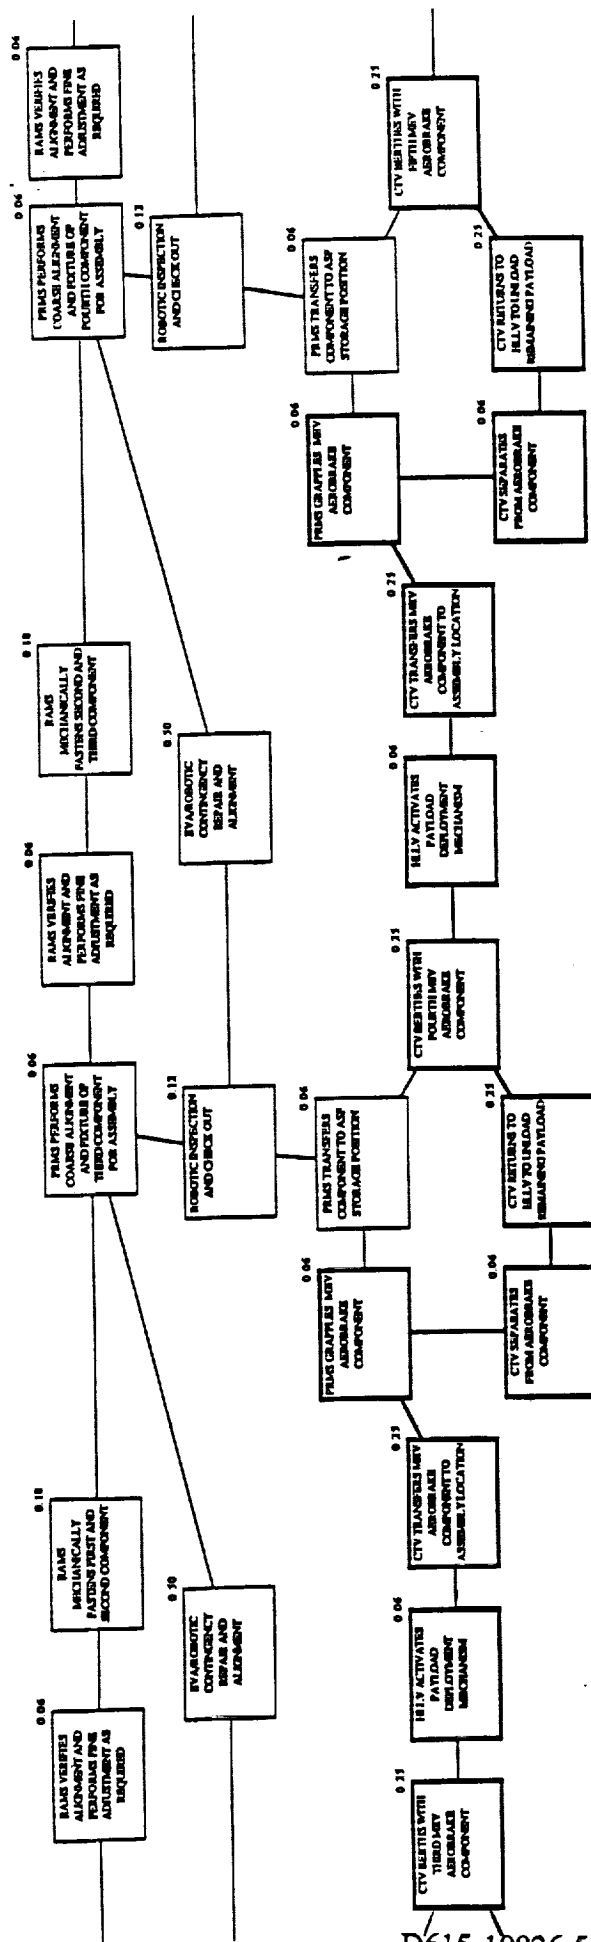 0.06
RAMS VERIFIES
ALIGNMENT AND
PERFORMS FINE
ADJUSTMENT AS
REQUIRED
0.18
RAMS
MECHANICALLY
FASTENS FIRST AND
SECOND COMPONENT
0.06
PRMS PERFORMS
COARSH ALIGNMENT
AND FIXTURE OF
THIRD COMPONENT
FOR ASSEMBLY
0.06
RAMS VERIFIES
ALIGNMENT AND
PERFORMS FINE
ADJUSTMENT AS
REQUIRED
0.18
RAMS
MECHANICALLY
FASTENS SECOND AND
THIRD COMPONENT
0.06
PRMS PERFORMS
COARSH ALIGNMENT
AND FIXTURE OF
FOURTH COMPONENT
FOR ASSEMBLY
0.06
RAMS VERIFIES
ALIGNMENT AND
PERFORMS FINE
ADJUSTMENT AS
REQUIRED
0.50
EVA/ROBOTIC
CONTINGENCY
REPAIR AND
ALIGNMENT
0.12
ROBOTIC INSPECTION
AND CHECK OUT
0.50
EVA/ROBOTIC
CONTINGENCY
REPAIR AND
ALIGNMENT
0.12
ROBOTIC INSPECTION
AND CHECK OUT
0.06
PRMS GRAPPLES MEV
AEROBRAKE
COMPONENT
0.06
PRMS TRANSFERS
COMPONENT TO ASF
STORAGE POSITION
0.06
PRMS GRAPPLES MEV
AEROBRAKE
COMPONENT
0.06
PRMS TRANSFERS
COMPONENT TO ASF
STORAGE POSITION
0.25
CTV BERTHS WITH
THIRD MEV
AEROBRAKE
COMPONENT
0.06
HLLV ACTIVATES
PAYLOAD
DEPLOYMENT
MECHANISM
0.25
CTV TRANSFERS MEV
AEROBRAKE
COMPONENT TO
ASSEMBLY LOCATION
0.25
CTV BERTHS WITH
FOURTH MEV
AEROBRAKE
COMPONENT
0.06
HLLV ACTIVATES
PAYLOAD
DEPLOYMENT
MECHANISM
0.25
CTV TRANSFERS MEV
AEROBRAKE
COMPONENT TO
ASSEMBLY LOCATION
0.25
CTV BERTHS WITH
FIFTH MEV
AEROBRAKE
COMPONENT
0.06
CTV SEPARATES
FROM AEROBRAKE
COMPONENT
0.25
CTV RETURNS TO
HLLV TO UNLOAD
REMAINING PAYLOAD
0.06
CTV SEPARATES
FROM AEROBRAKE
COMPONENT
0.25
CTV RETURNS TO
HLLV TO UNLOAD
REMAINING PAYLOAD
D615-10026-5